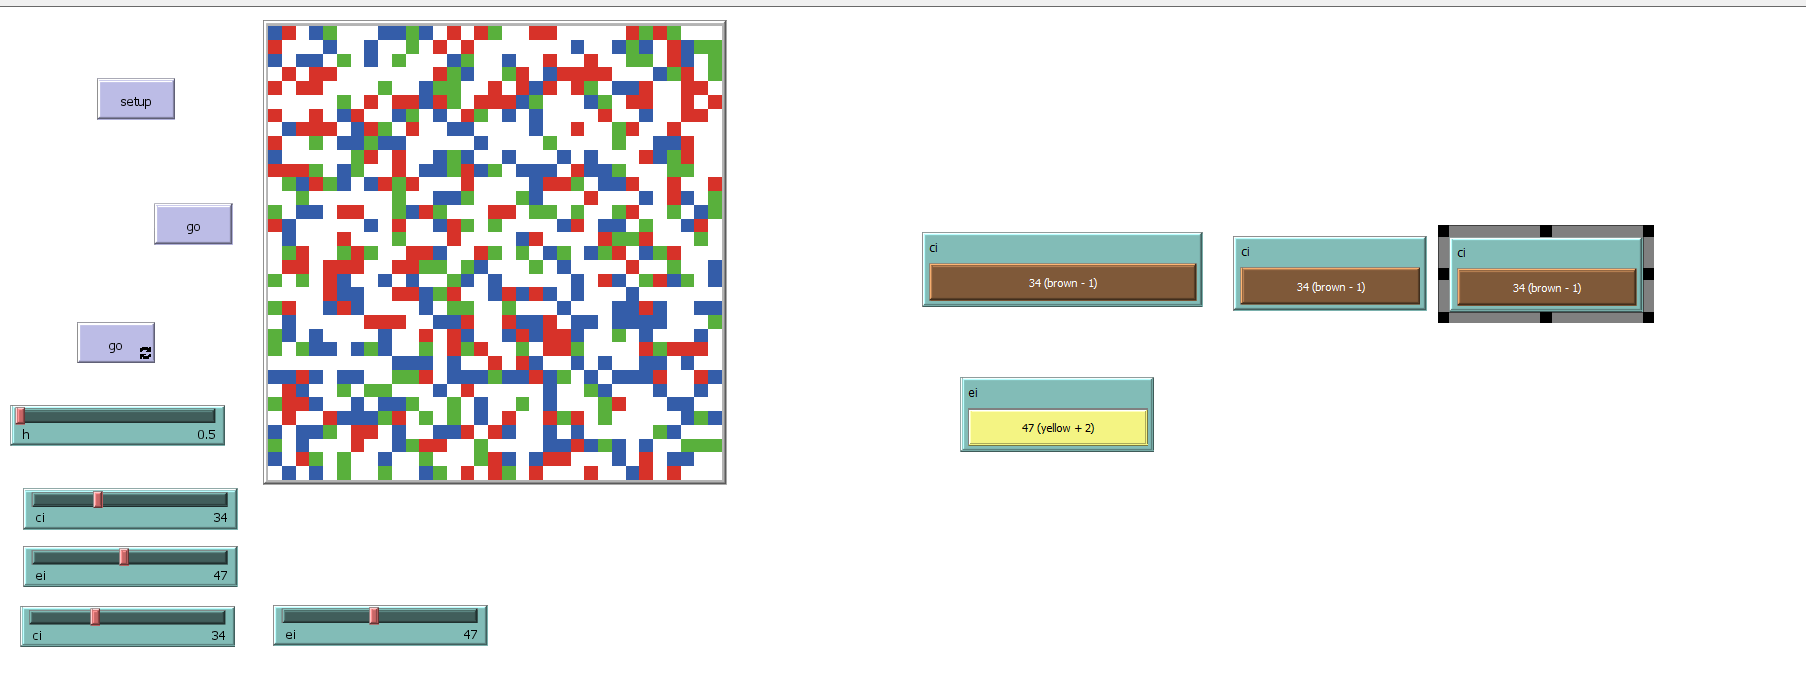 setup
go
go
h 0.5
ci 34
ei 47
ci 34
ei 47
ci
34 (brown - 1)
ci
34 (brown - 1)
ci
34 (brown - 1)
ei
47 (yellow + 2)